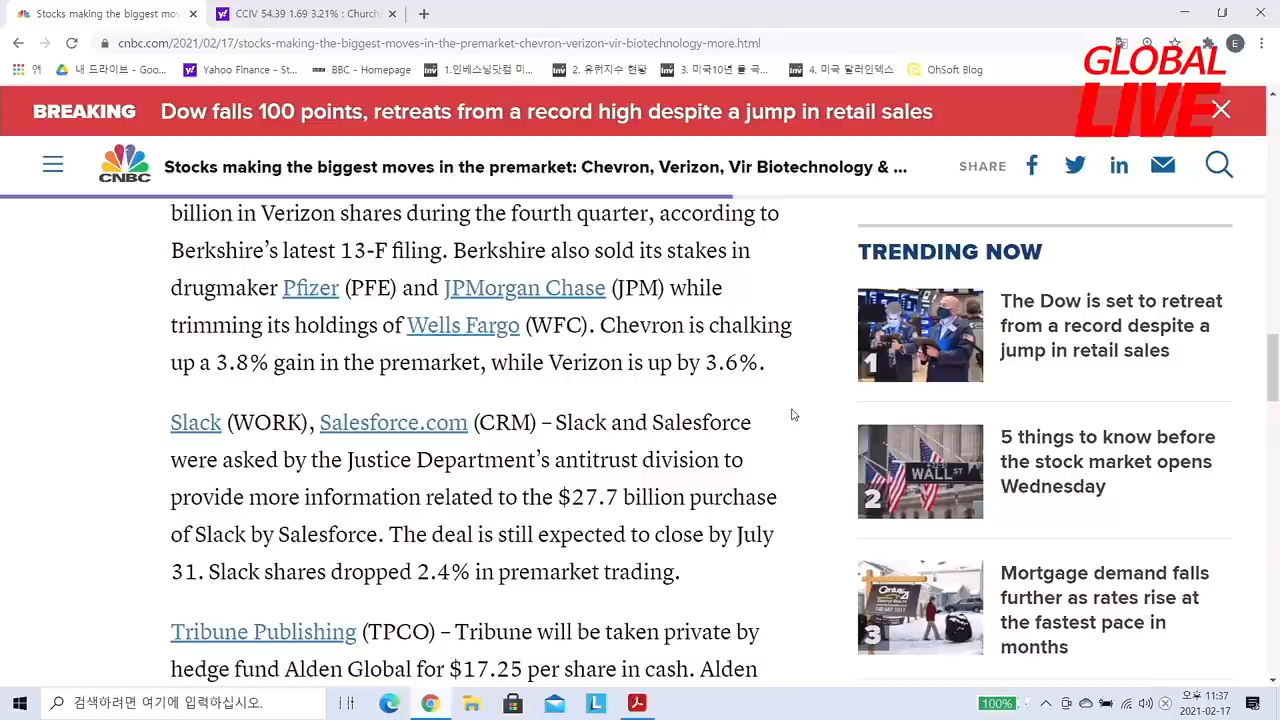 Stocks making the biggest moves
CCIV 54.39 1.69 3.21% : Church
cnbc.com/2021/02/17/stocks-making-the-biggest-moves-in-the-premarket-chevron-verizon-vir-biotechnology-more.html
E
앱
내 드라이브 - Goo...
Yahoo Finance - St...
BBC - Homepage
1.인베스팅닷컴 미...
2. 유퀴지수 현황
3. 미국10년 물 국...
4. 미국 달러인덱스
OhSoft Blog
GLOBAL
LIVE
BREAKING Dow falls 100 points, retreats from a record high despite a jump in retail sales
CNBC
Stocks making the biggest moves in the premarket: Chevron, Verizon, Vir Biotechnology & ...
SHARE
billion in Verizon shares during the fourth quarter, according to
Berkshire's latest 13-F filing. Berkshire also sold its stakes in
drugmaker Pfizer (PFE) and JPMorgan Chase (JPM) while
trimming its holdings of Wells Fargo (WFC). Chevron is chalking
up a 3.8% gain in the premarket, while Verizon is up by 3.6%.
Slack (WORK), Salesforce.com (CRM) – Slack and Salesforce
were asked by the Justice Department's antitrust division to
provide more information related to the $27.7 billion purchase
of Slack by Salesforce. The deal is still expected to close by July
31. Slack shares dropped 2.4% in premarket trading.
Tribune Publishing (TPCO) – Tribune will be taken private by
hedge fund Alden Global for $17.25 per share in cash. Alden
TRENDING NOW
1
The Dow is set to retreat
from a record despite a
jump in retail sales
WALL ST
2
5 things to know before
the stock market opens
Wednesday
Century 21
3
Mortgage demand falls
further as rates rise at
the fastest pace in
months
검색하려면 여기에 입력하십시오.
100%
오후 11:37
2021-02-17